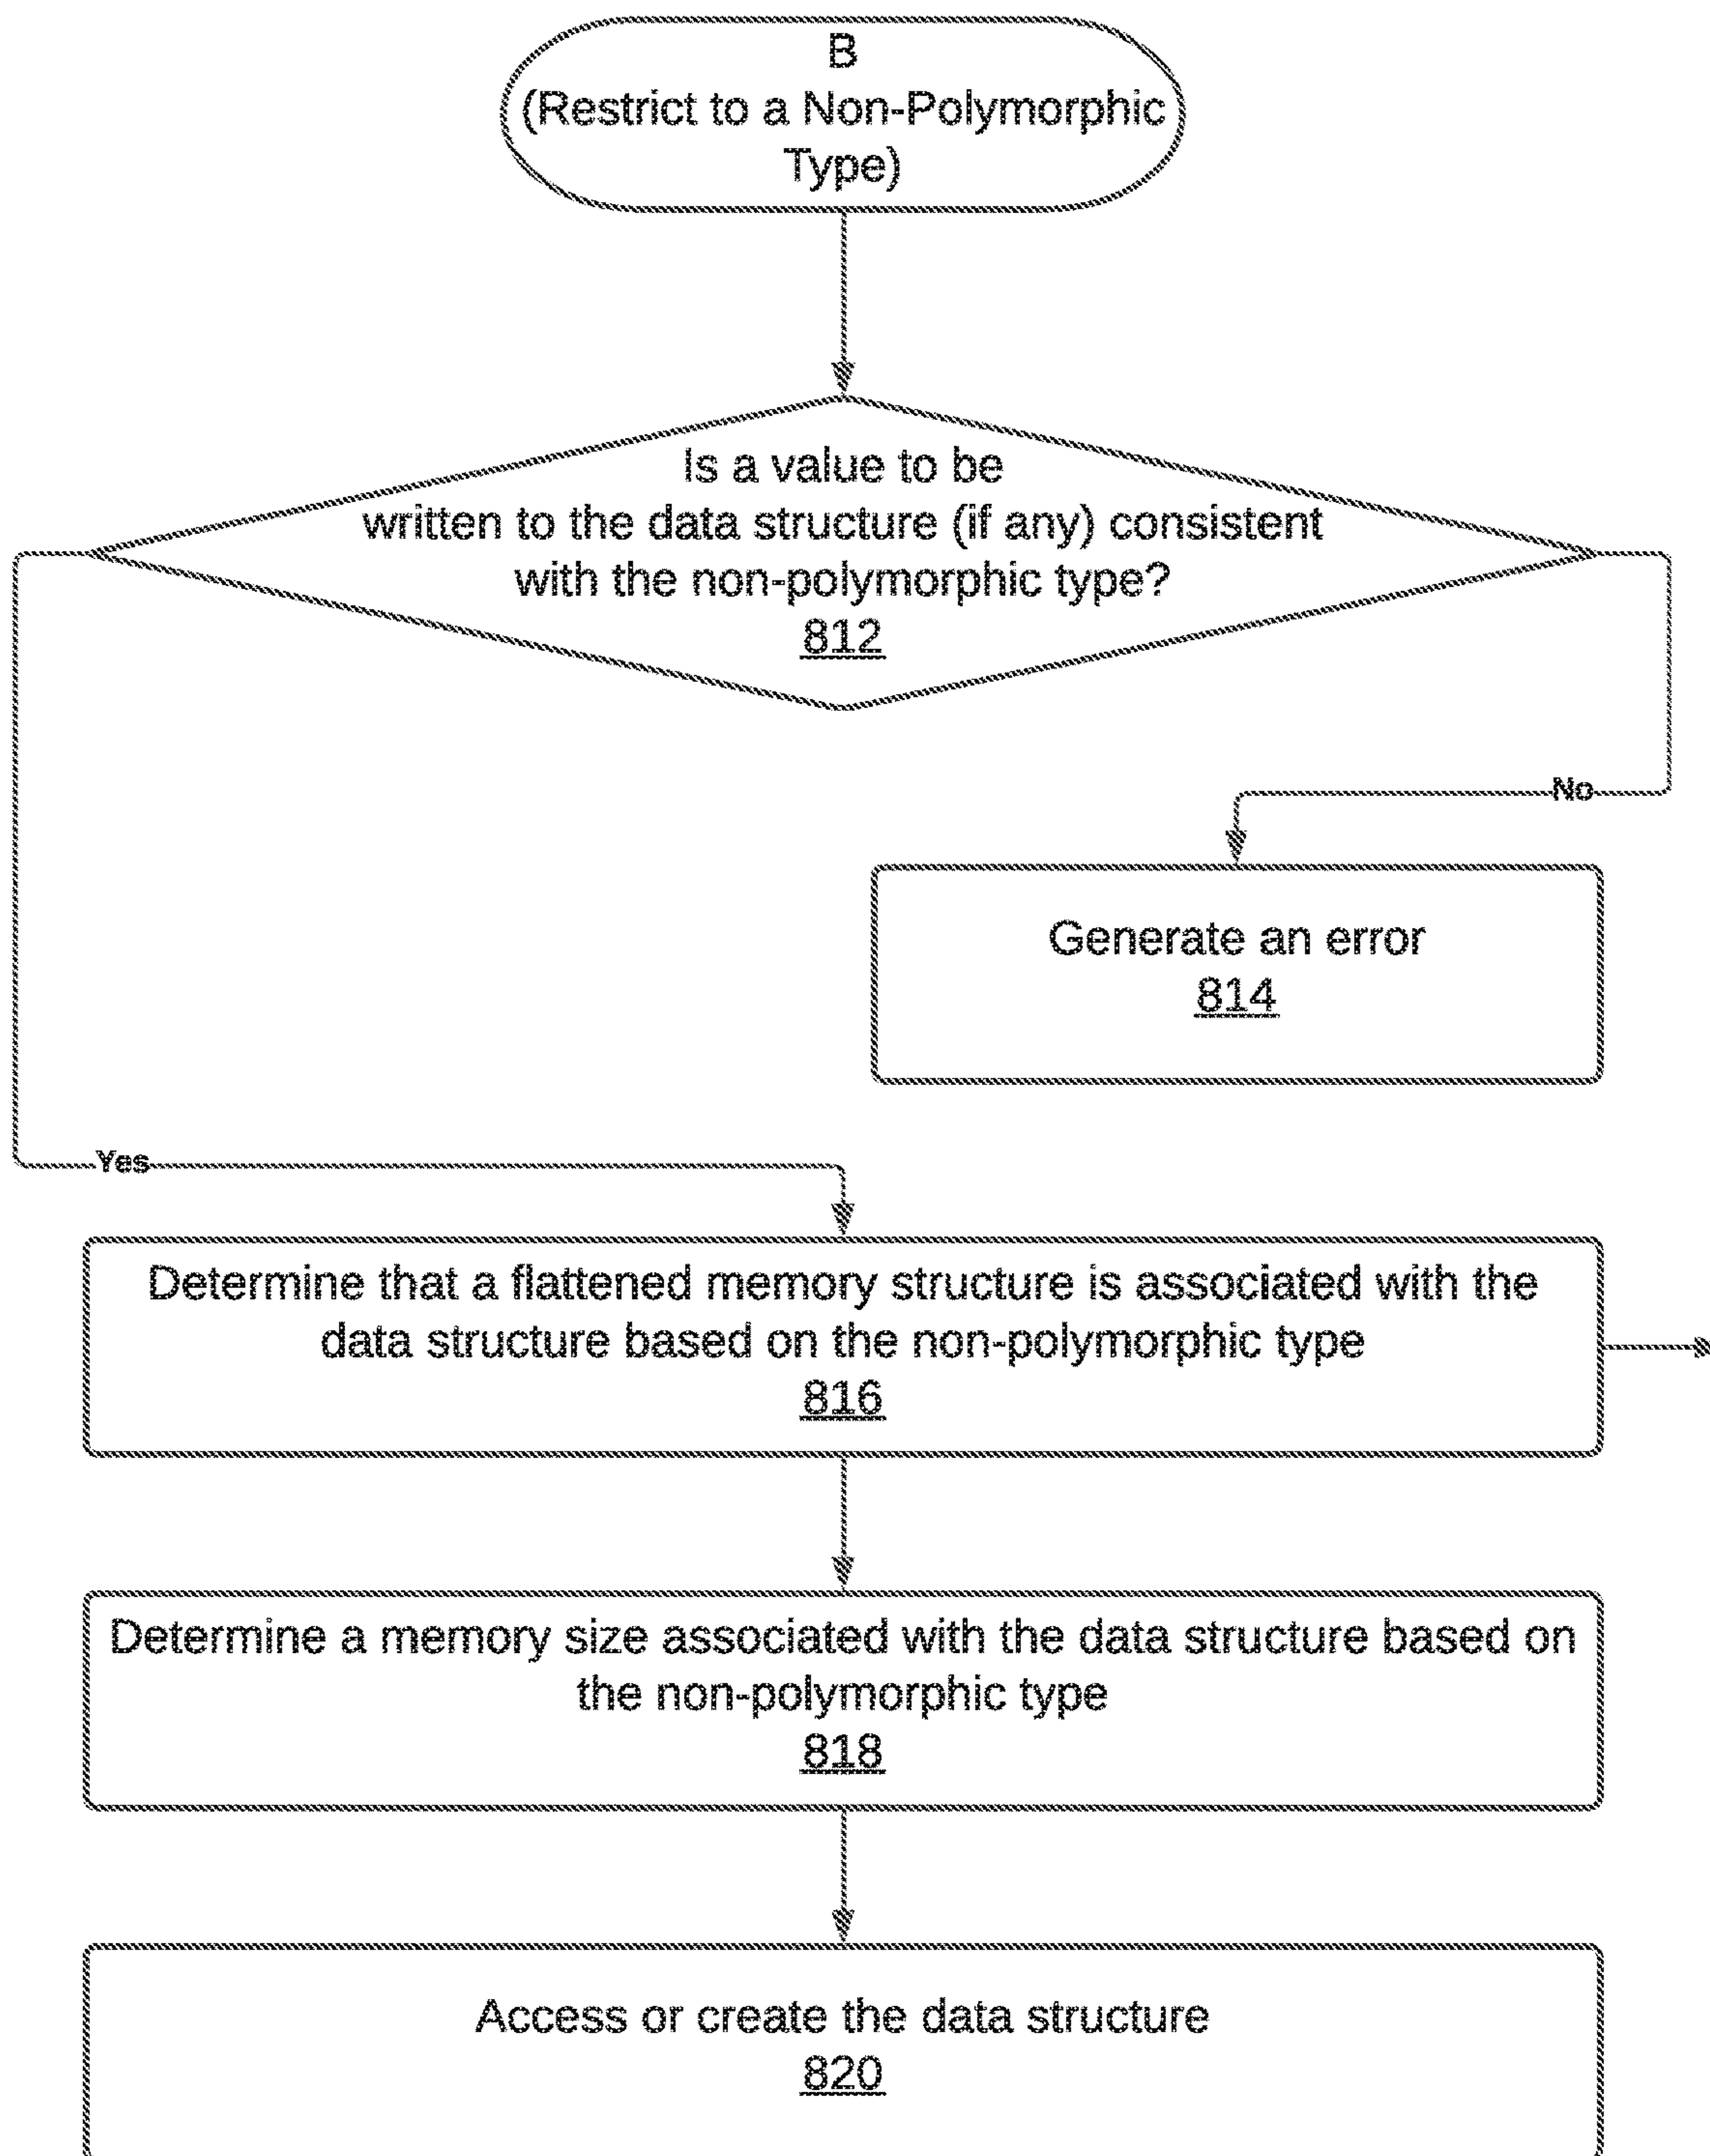 B
(Restrict to a Non-Polymorphic
Type)
Is a value to be
written to the data structure (if any) consistent
with the non-polymorphic type?
812
No
Generate an error
814
Yes
Determine that a flattened memory structure is associated with the
data structure based on the non-polymorphic type
816
Determine a memory size associated with the data structure based on
the non-polymorphic type
818
Access or create the data structure
820